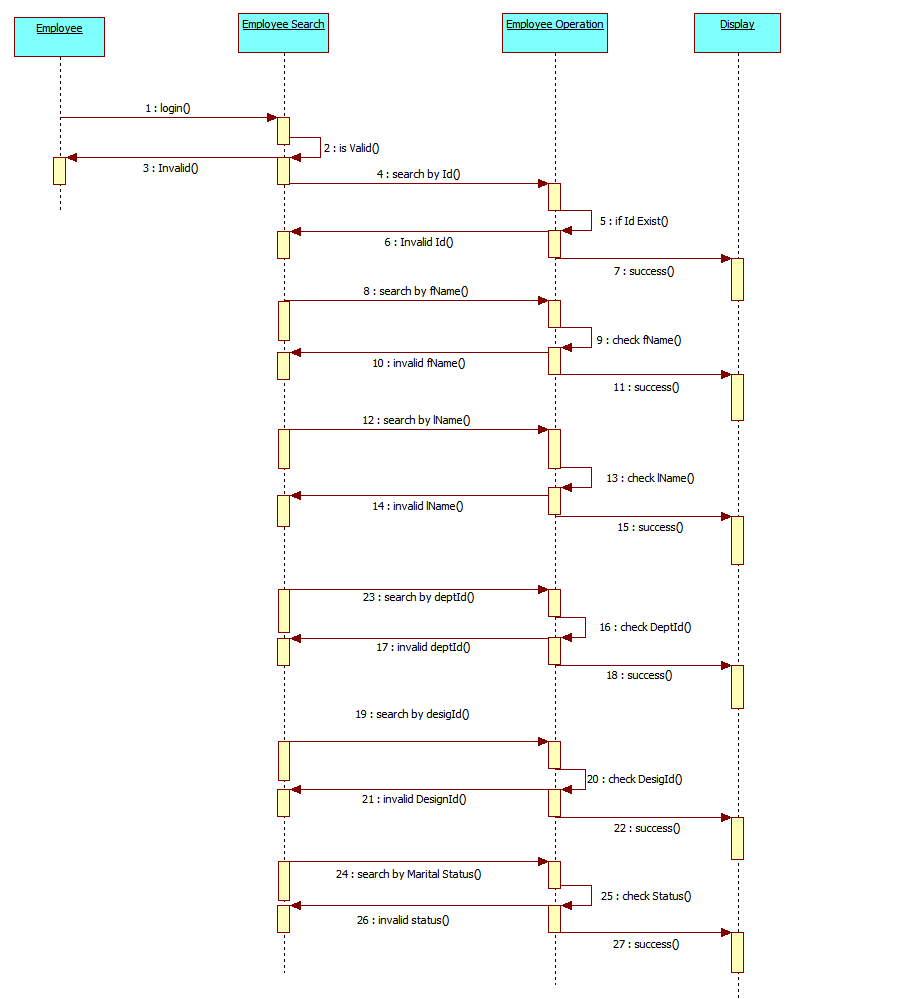 Employee
Employee Search
Employee Operation
Display
1 : login()
2 : is Valid()
3 : Invalid()
4 : search by Id()
5 : if Id Exist()
6 : Invalid Id()
7 : success()
8 : search by fName()
9 : check fName()
10 : invalid fName()
11 : success()
12 : search by lName()
13 : check lName()
14 : invalid lName()
15 : success()
23 : search by deptId()
16 : check DeptId()
17 : invalid deptId()
18 : success()
19 : search by desigId()
20 : check DesigId()
21 : invalid DesignId()
22 : success()
24 : search by Marital Status()
25 : check Status()
26 : invalid status()
27 : success()